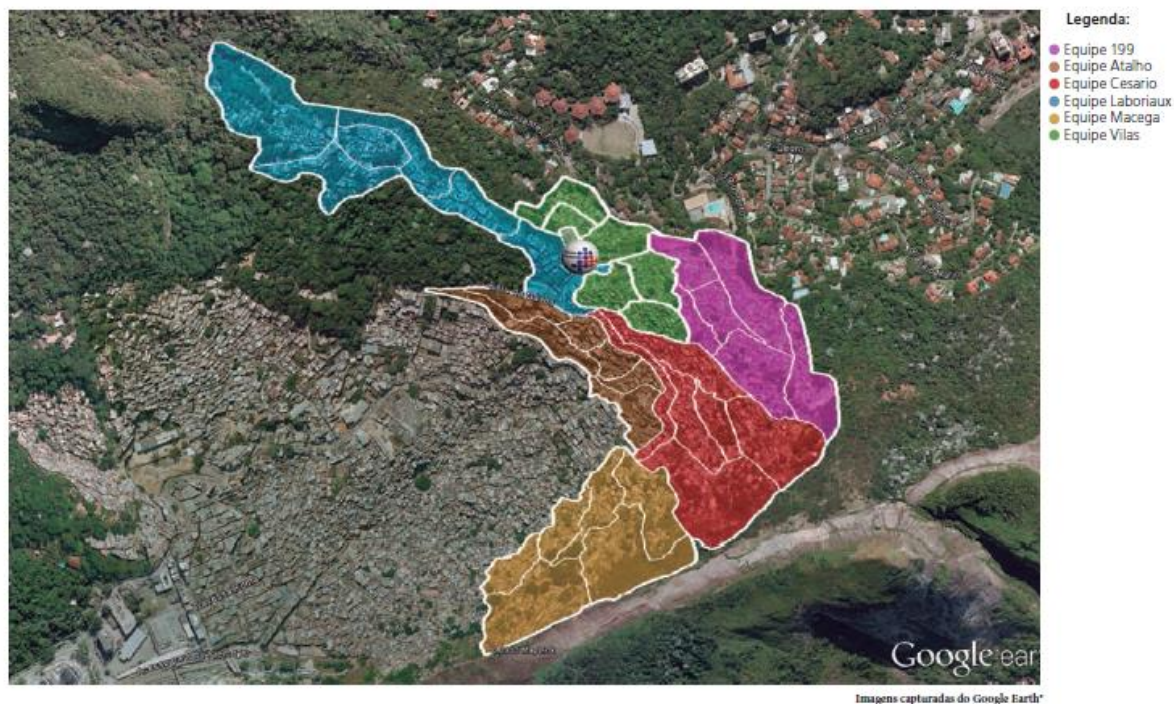 Legenda:
Equipe 199
Equipe Atalho
Equipe Cesario
Equipe Laboriaux
Equipe Macega
Equipe Vilas
Google ear
Imagens capturadas do Google Earth"